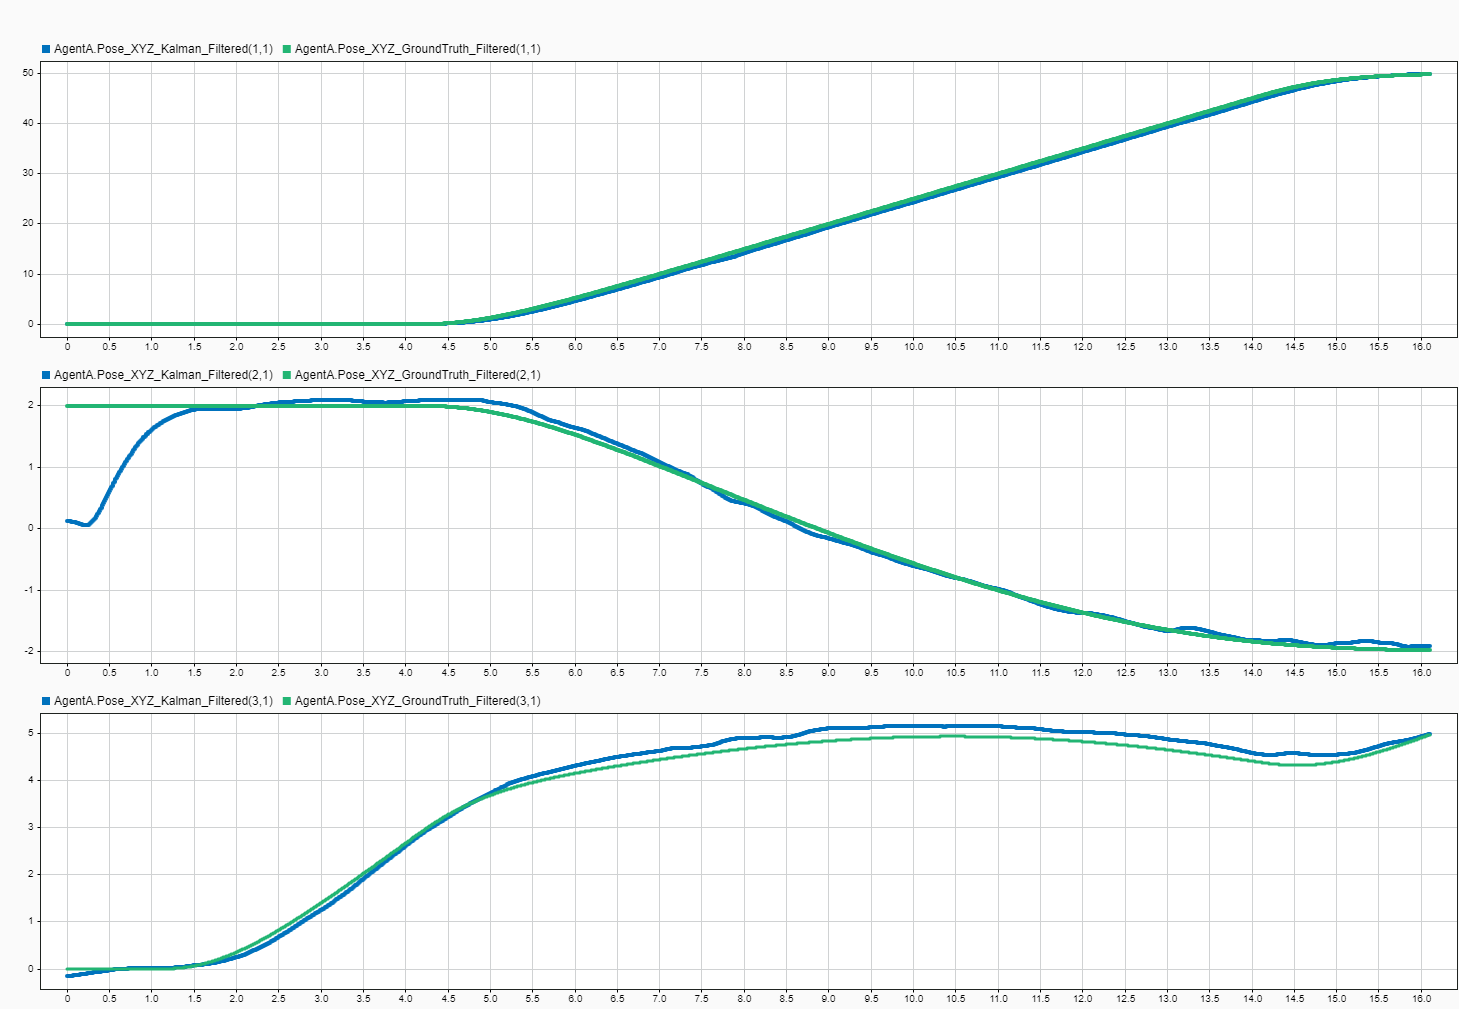 AgentA.Pose_XYZ_Kalman_Filtered(1,1) AgentA.Pose_XYZ_GroundTruth_Filtered(1,1)
50
40
30
20
10
0
0 0.5 1.0 1.5 2.0 2.5 3.0 3.5 4.0 4.5 5.0 5.5 6.0 6.5 7.0 7.5 8.0 8.5 9.0 9.5 10.0 10.5 11.0 11.5 12.0 12.5 13.0 13.5 14.0 14.5 15.0 15.5 16.0
AgentA.Pose_XYZ_Kalman_Filtered(2,1) AgentA.Pose_XYZ_GroundTruth_Filtered(2,1)
2
1
0
-1
-2
0 0.5 1.0 1.5 2.0 2.5 3.0 3.5 4.0 4.5 5.0 5.5 6.0 6.5 7.0 7.5 8.0 8.5 9.0 9.5 10.0 10.5 11.0 11.5 12.0 12.5 13.0 13.5 14.0 14.5 15.0 15.5 16.0
AgentA.Pose_XYZ_Kalman_Filtered(3,1) AgentA.Pose_XYZ_GroundTruth_Filtered(3,1)
5
4
3
2
1
0
0 0.5 1.0 1.5 2.0 2.5 3.0 3.5 4.0 4.5 5.0 5.5 6.0 6.5 7.0 7.5 8.0 8.5 9.0 9.5 10.0 10.5 11.0 11.5 12.0 12.5 13.0 13.5 14.0 14.5 15.0 15.5 16.0